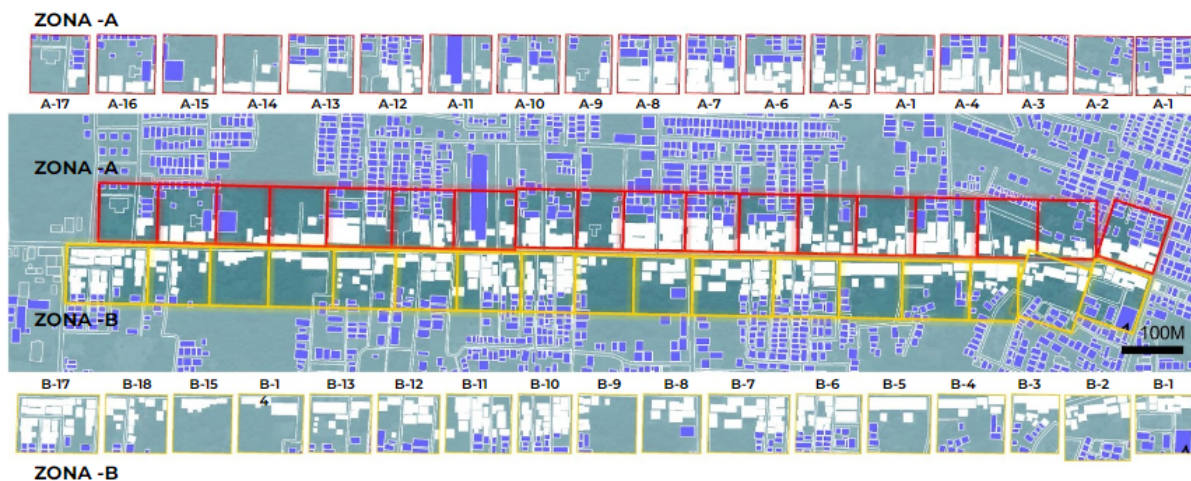 ZONA -A
A-17 A-16 A-15 A-14 A-13 A-12 A-11 A-10 A-9 A-8 A-7 A-6 A-5 A-1 A-4 A-3 A-2 A-1
ZONA -A
ZONA -B
100M
B-17 B-18 B-15 B-1 B-13 B-12 B-11 B-10 B-9 B-8 B-7 B-6 B-5 B-4 B-3 B-2 B-1
4
ZONA -B